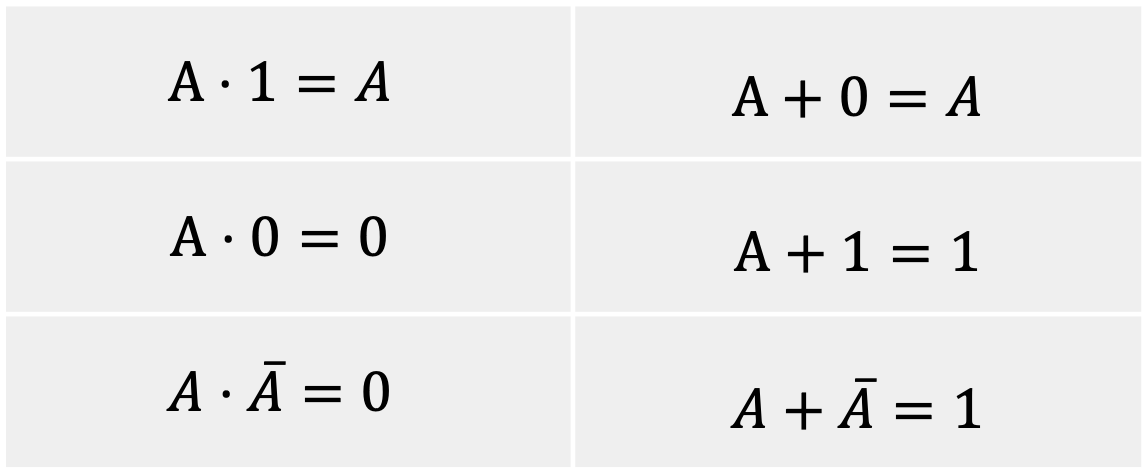 A · 1 = A
A + 0 = A
A · 0 = 0
A + 1 = 1
A · Ā = 0
A + Ā = 1